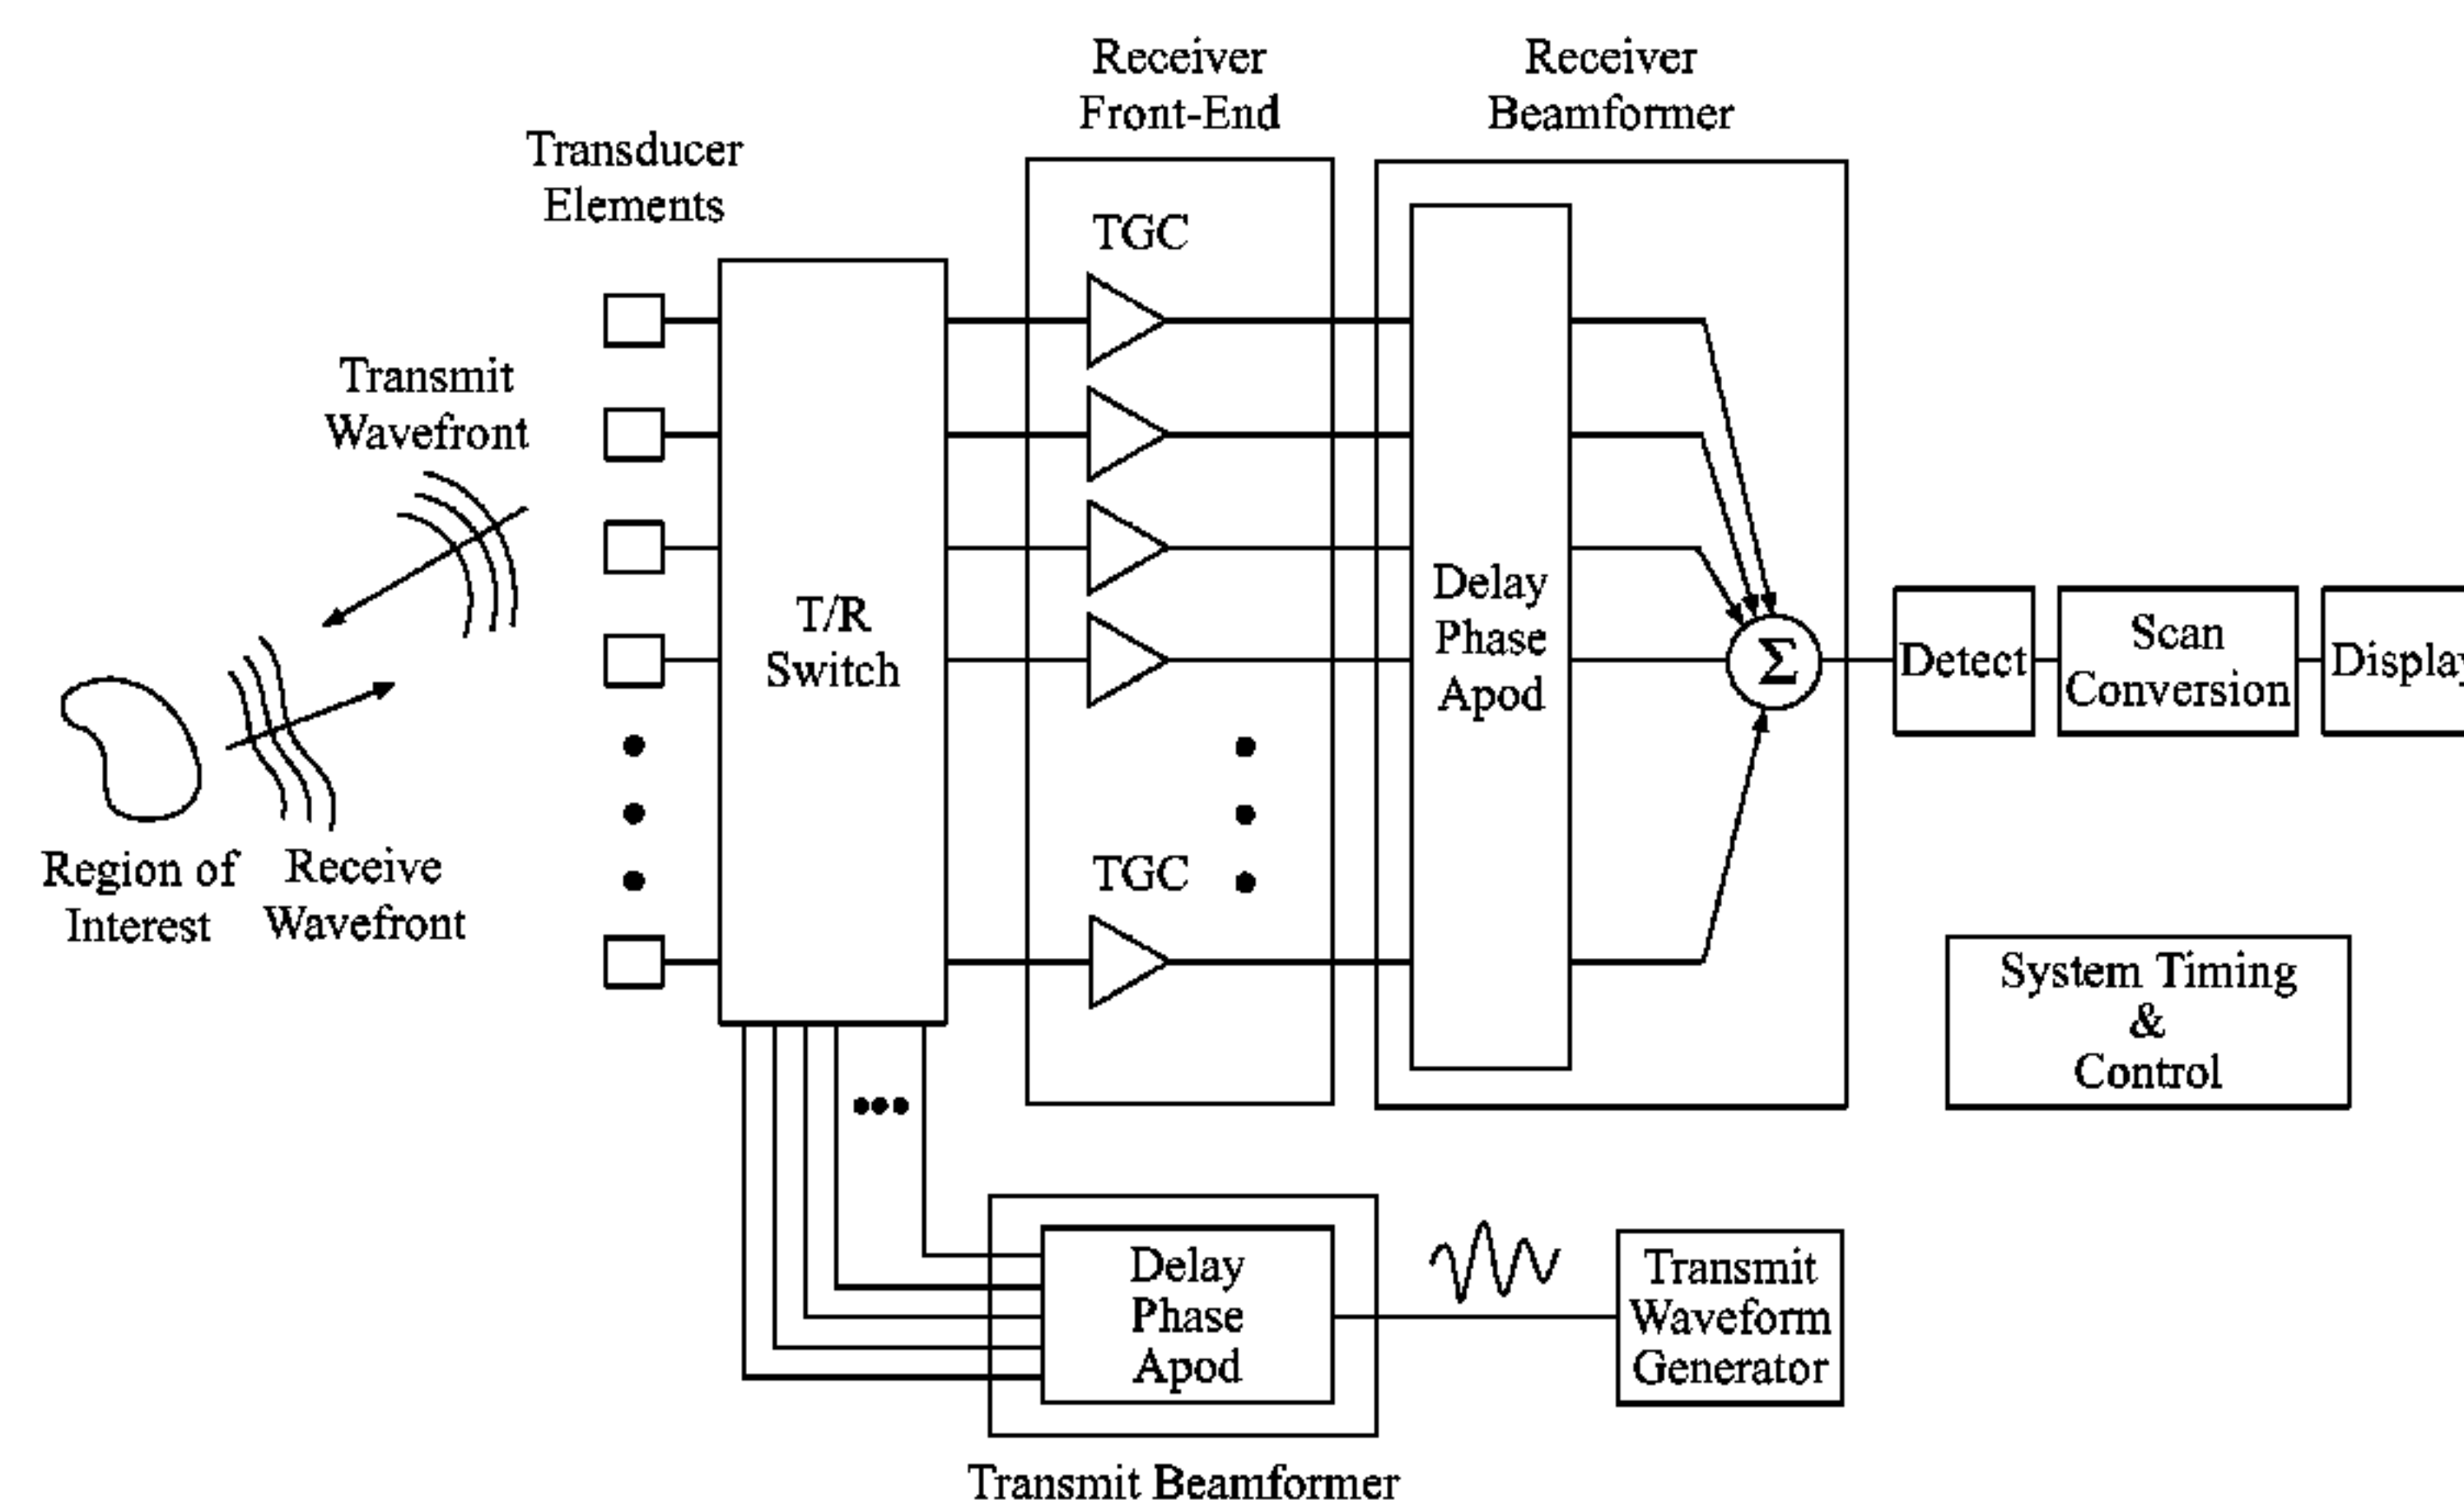 Receiver
Front-End
Receiver
Beamformer
Transducer
Elements
TGC
Transmit
Wavefront
T/R
Switch
Delay
Phase
Apod
Σ
Detect
Scan
Conversion
Display
Region of
Interest
Receive
Wavefront
TGC
System Timing
&
Control
Delay
Phase
Apod
Transmit
Waveform
Generator
Transmit Beamformer